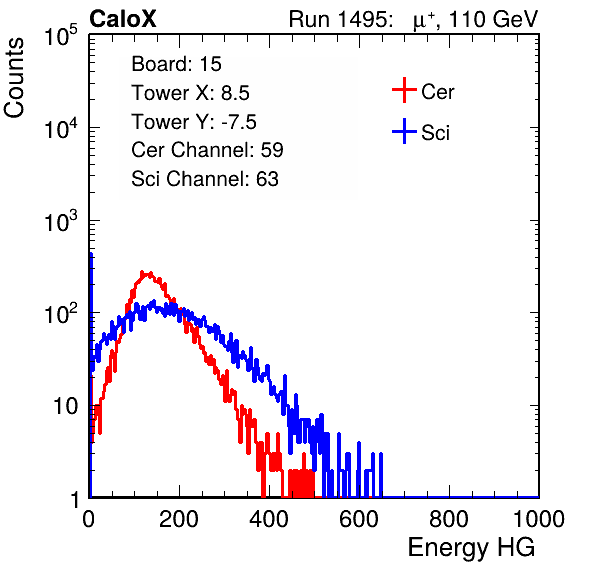 CaloX Run 1495: μ⁺, 110 GeV
Counts
Board: 15
Tower X: 8.5
Tower Y: -7.5
Cer Channel: 59
Sci Channel: 63
Cer
Sci
10⁵
10⁴
10³
10²
10
1
0 200 400 600 800 1000
Energy HG